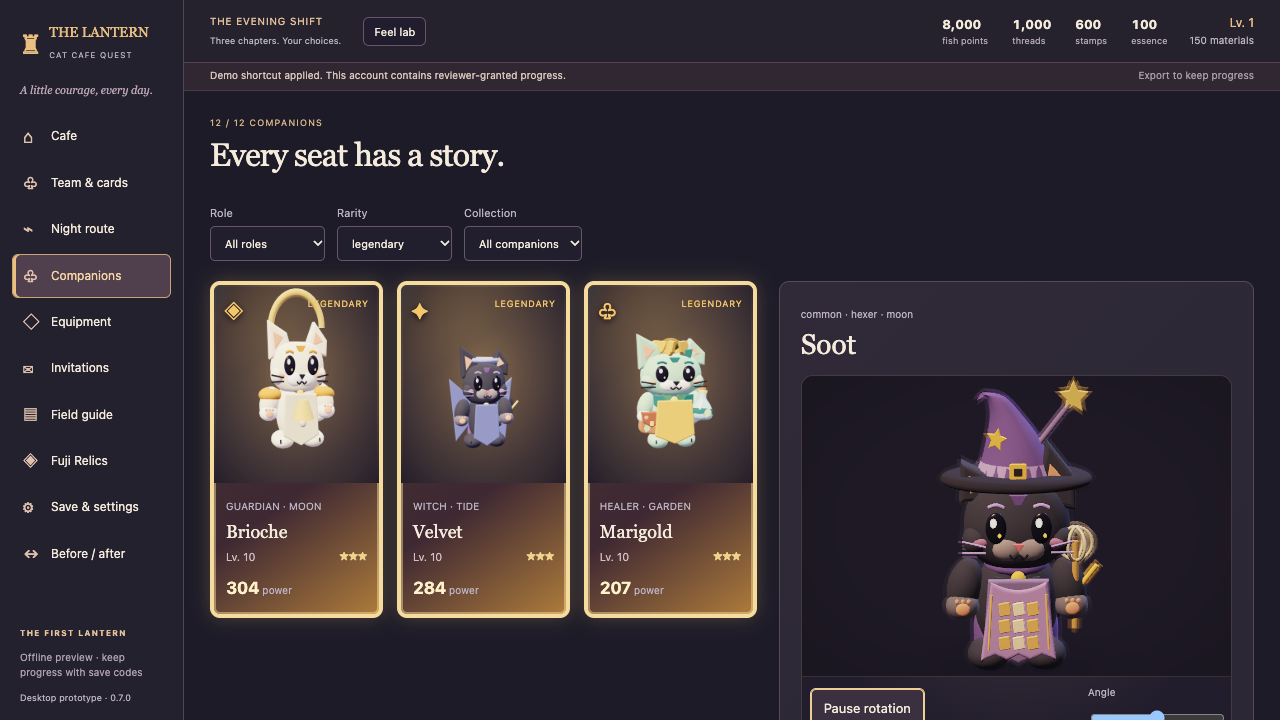 THE LANTERN
CAT CAFE QUEST
A little courage, every day.
Cafe
Team & cards
Night route
Companions
Equipment
Invitations
Field guide
Fuji Relics
Save & settings
Before / after
THE FIRST LANTERN
Offline preview · keep
progress with save codes
Desktop prototype · 0.7.0
THE EVENING SHIFT
Three chapters. Your choices.
Feel lab
8,000
fish points
1,000
threads
600
stamps
100
essence
Lv. 1
150 materials
Demo shortcut applied. This account contains reviewer-granted progress.
Export to keep progress
12 / 12 COMPANIONS
Every seat has a story.
Role
Rarity
Collection
All roles
legendary
All companions
LEGENDARY
GUARDIAN · MOON
Brioche
Lv. 10
304 power
LEGENDARY
WITCH · TIDE
Velvet
Lv. 10
284 power
LEGENDARY
HEALER · GARDEN
Marigold
Lv. 10
207 power
common · hexer · moon
Soot
Pause rotation
Angle